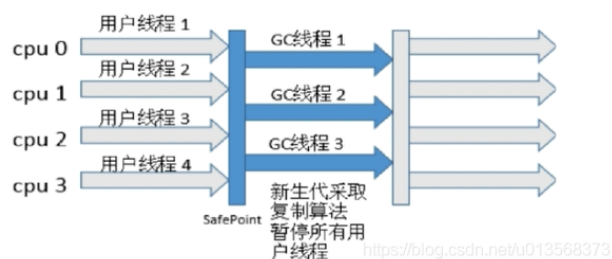 用户线程 1
cpu 0
GC线程 1
用户线程 2
cpu 1
GC线程 2
用户线程 3
cpu 2
GC线程 3
用户线程 4
cpu 3
SafePoint
新生代采取
复制算法
暂停所有用
户线程
https://blog.csdn.net/u013568373